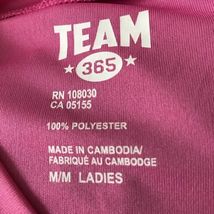 TEAM
365
RN 108030
CA 05155
100% POLYESTER
MADE IN CAMBODIA/
FABRIQUÉ AU CAMBODGE
M/M LADIES